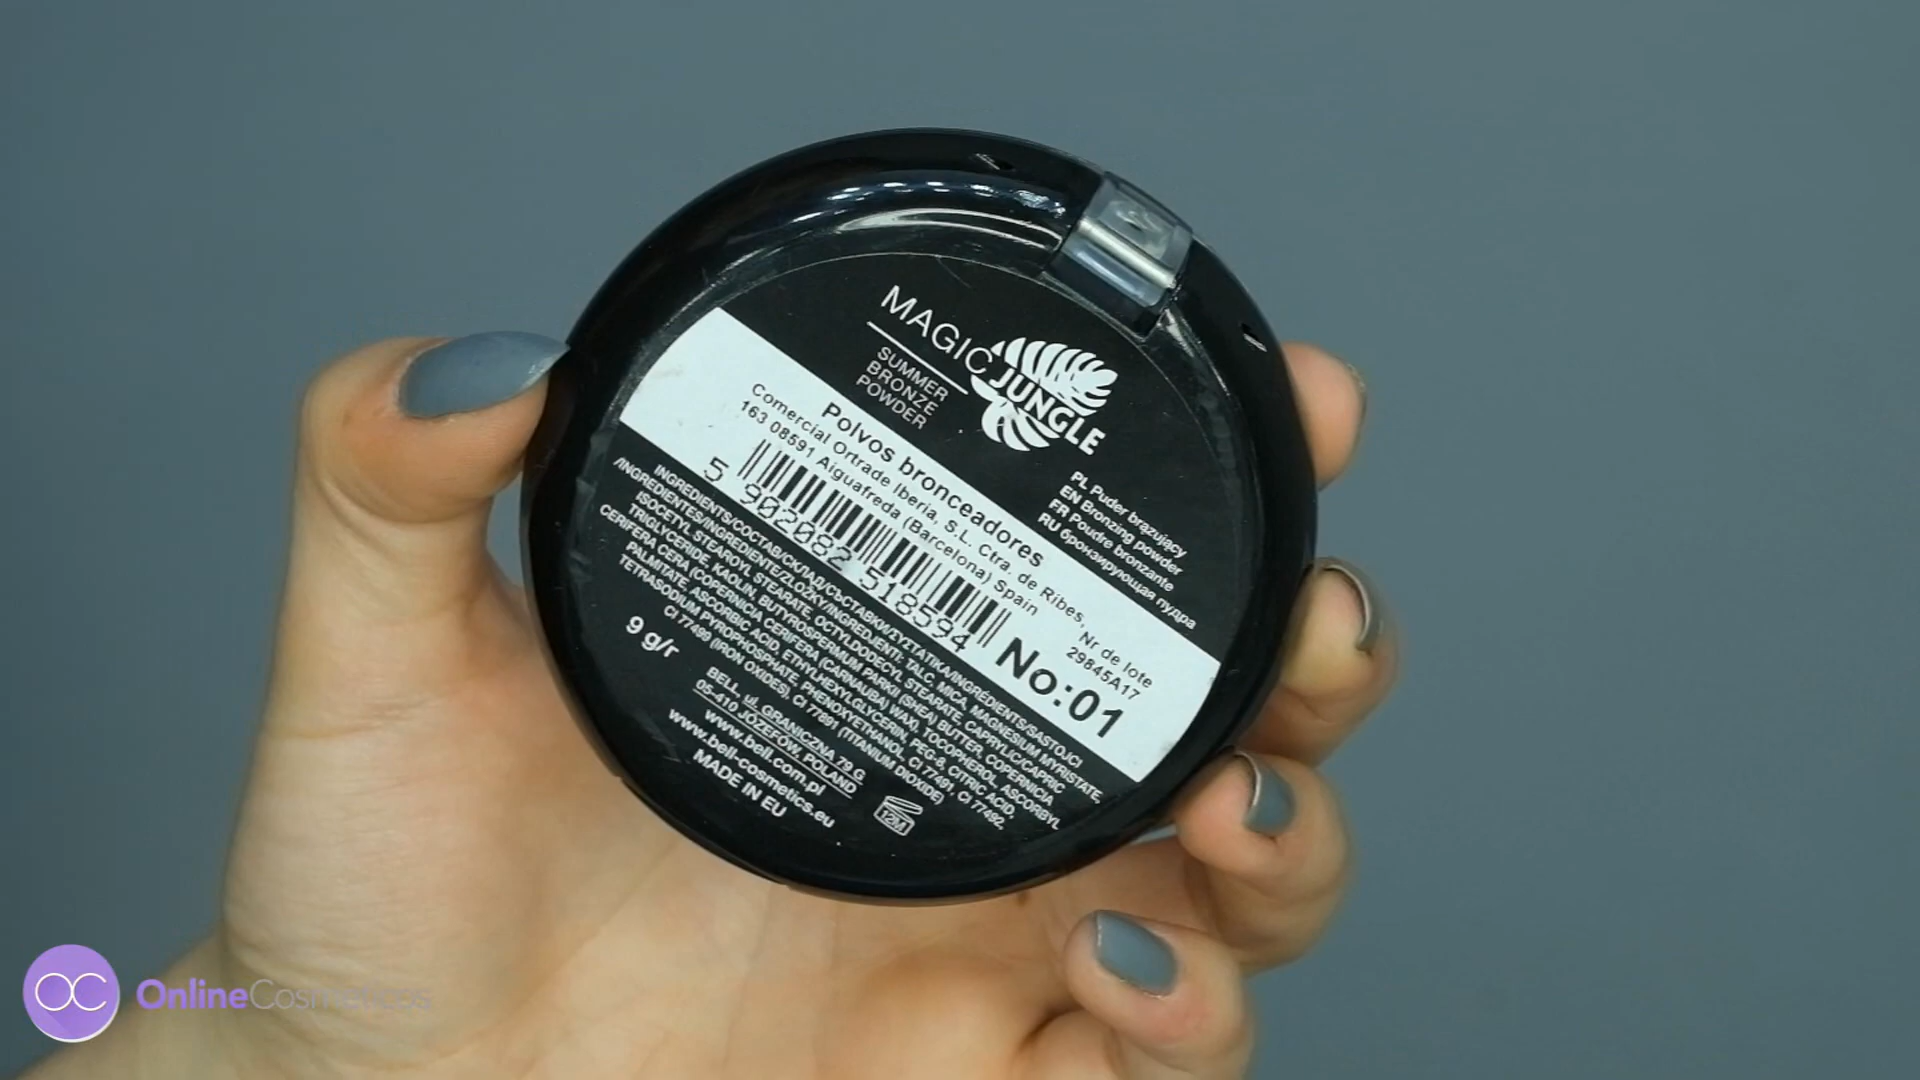 MAGIC
JUNGLE
SUMMER
BRONZE
POWDER
PL Puder brązujący
EN Bronzing powder
FR Poudre bronzante
RU бронзирующая пудра
Polvos bronceadores
Comercial Ortrade Iberia, S.L. Ctra. de Ribes,
163 08591 Aiguafreda (Barcelona) Spain
Nr de lote
29845A17
5 902082 518594
No:01
INGREDIENTS/СОСТАВ/СКЛАД/СЪСТАВКИ/ΣΥΣΤΑΤΙΚΑ/INGRÉDIENTS/SASTOJCI
/INGREDIENTES/INGREDIENTE/ZLOŽKY/INGREDJENTI: TALC, MICA, MAGNESIUM MYRISTATE,
ISOCETYL STEAROYL STEARATE, OCTYLDODECYL STEARATE, CAPRYLIC/CAPRIC
TRIGLYCERIDE, KAOLIN, BUTYROSPERMUM PARKII (SHEA) BUTTER, COPERNICIA
CERIFERA CERA (COPERNICIA CERIFERA (CARNAUBA) WAX), TOCOPHEROL, ASCORBYL
PALMITATE, ASCORBIC ACID, ETHYLHEXYLGLYCERIN, PEG-8, CITRIC ACID,
TETRASODIUM PYROPHOSPHATE, PHENOXYETHANOL, CI 77491, CI 77492,
CI 77499 (IRON OXIDES), CI 77891 (TITANIUM DIOXIDE)
9 g/r
BELL, ul. GRANICZNA 79 G
05-410 JÓZEFÓW, POLAND
www.bell.com.pl
www.bell-cosmetics.eu
MADE IN EU
12M
OC OnlineCosmeticos